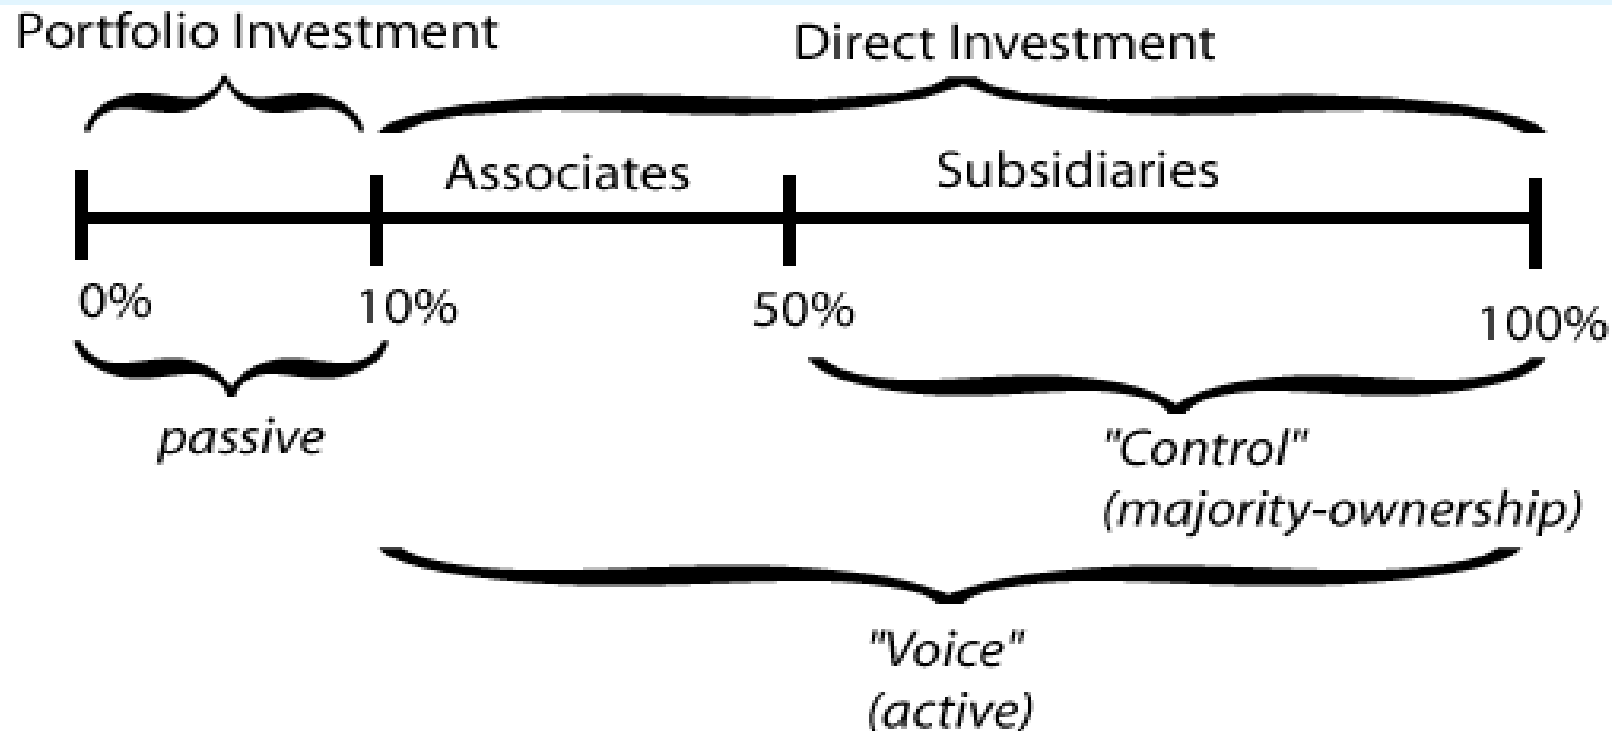 Portfolio Investment
Direct Investment
Associates
Subsidiaries
0%
10%
50%
100%
passive
"Control"
(majority-ownership)
"Voice"
(active)